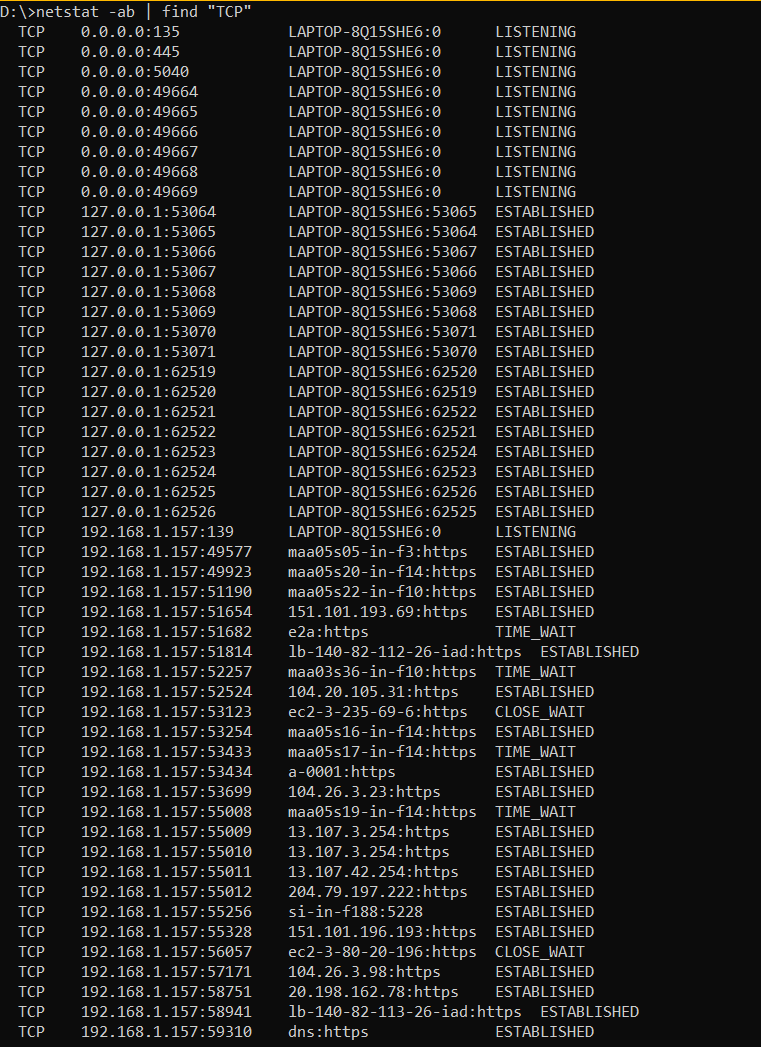 D:\>netstat -ab | find "TCP"
TCP 0.0.0.0:135 LAPTOP-8Q15SHE6:0 LISTENING
TCP 0.0.0.0:445 LAPTOP-8Q15SHE6:0 LISTENING
TCP 0.0.0.0:5040 LAPTOP-8Q15SHE6:0 LISTENING
TCP 0.0.0.0:49664 LAPTOP-8Q15SHE6:0 LISTENING
TCP 0.0.0.0:49665 LAPTOP-8Q15SHE6:0 LISTENING
TCP 0.0.0.0:49666 LAPTOP-8Q15SHE6:0 LISTENING
TCP 0.0.0.0:49667 LAPTOP-8Q15SHE6:0 LISTENING
TCP 0.0.0.0:49668 LAPTOP-8Q15SHE6:0 LISTENING
TCP 0.0.0.0:49669 LAPTOP-8Q15SHE6:0 LISTENING
TCP 127.0.0.1:53064 LAPTOP-8Q15SHE6:53065 ESTABLISHED
TCP 127.0.0.1:53065 LAPTOP-8Q15SHE6:53064 ESTABLISHED
TCP 127.0.0.1:53066 LAPTOP-8Q15SHE6:53067 ESTABLISHED
TCP 127.0.0.1:53067 LAPTOP-8Q15SHE6:53066 ESTABLISHED
TCP 127.0.0.1:53068 LAPTOP-8Q15SHE6:53069 ESTABLISHED
TCP 127.0.0.1:53069 LAPTOP-8Q15SHE6:53068 ESTABLISHED
TCP 127.0.0.1:53070 LAPTOP-8Q15SHE6:53071 ESTABLISHED
TCP 127.0.0.1:53071 LAPTOP-8Q15SHE6:53070 ESTABLISHED
TCP 127.0.0.1:62519 LAPTOP-8Q15SHE6:62520 ESTABLISHED
TCP 127.0.0.1:62520 LAPTOP-8Q15SHE6:62519 ESTABLISHED
TCP 127.0.0.1:62521 LAPTOP-8Q15SHE6:62522 ESTABLISHED
TCP 127.0.0.1:62522 LAPTOP-8Q15SHE6:62521 ESTABLISHED
TCP 127.0.0.1:62523 LAPTOP-8Q15SHE6:62524 ESTABLISHED
TCP 127.0.0.1:62524 LAPTOP-8Q15SHE6:62523 ESTABLISHED
TCP 127.0.0.1:62525 LAPTOP-8Q15SHE6:62526 ESTABLISHED
TCP 127.0.0.1:62526 LAPTOP-8Q15SHE6:62525 ESTABLISHED
TCP 192.168.1.157:139 LAPTOP-8Q15SHE6:0 LISTENING
TCP 192.168.1.157:49577 maa05s05-in-f3:https ESTABLISHED
TCP 192.168.1.157:49923 maa05s20-in-f14:https ESTABLISHED
TCP 192.168.1.157:51190 maa05s22-in-f10:https ESTABLISHED
TCP 192.168.1.157:51654 151.101.193.69:https ESTABLISHED
TCP 192.168.1.157:51682 e2a:https TIME_WAIT
TCP 192.168.1.157:51814 lb-140-82-112-26-iad:https ESTABLISHED
TCP 192.168.1.157:52257 maa03s36-in-f10:https TIME_WAIT
TCP 192.168.1.157:52524 104.20.105.31:https ESTABLISHED
TCP 192.168.1.157:53123 ec2-3-235-69-6:https CLOSE_WAIT
TCP 192.168.1.157:53254 maa05s16-in-f14:https ESTABLISHED
TCP 192.168.1.157:53433 maa05s17-in-f14:https TIME_WAIT
TCP 192.168.1.157:53434 a-0001:https ESTABLISHED
TCP 192.168.1.157:53699 104.26.3.23:https ESTABLISHED
TCP 192.168.1.157:55008 maa05s19-in-f14:https TIME_WAIT
TCP 192.168.1.157:55009 13.107.3.254:https ESTABLISHED
TCP 192.168.1.157:55010 13.107.3.254:https ESTABLISHED
TCP 192.168.1.157:55011 13.107.42.254:https ESTABLISHED
TCP 192.168.1.157:55012 204.79.197.222:https ESTABLISHED
TCP 192.168.1.157:55256 si-in-f188:5228 ESTABLISHED
TCP 192.168.1.157:55328 151.101.196.193:https ESTABLISHED
TCP 192.168.1.157:56057 ec2-3-80-20-196:https CLOSE_WAIT
TCP 192.168.1.157:57171 104.26.3.98:https ESTABLISHED
TCP 192.168.1.157:58751 20.198.162.78:https ESTABLISHED
TCP 192.168.1.157:58941 lb-140-82-113-26-iad:https ESTABLISHED
TCP 192.168.1.157:59310 dns:https ESTABLISHED